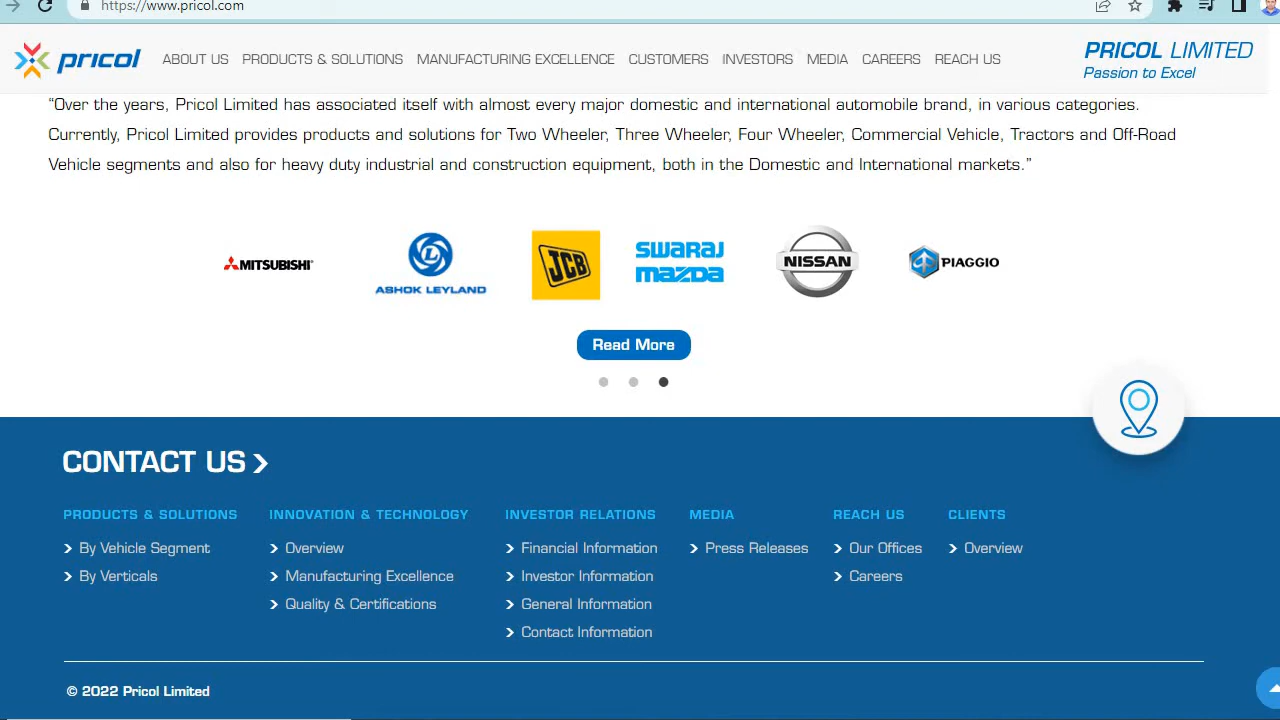 https://www.pricol.com
pricol
ABOUT US PRODUCTS & SOLUTIONS MANUFACTURING EXCELLENCE CUSTOMERS INVESTORS MEDIA CAREERS REACH US
PRICOL LIMITED
Passion to Excel
“Over the years, Pricol Limited has associated itself with almost every major domestic and international automobile brand, in various categories.
Currently, Pricol Limited provides products and solutions for Two Wheeler, Three Wheeler, Four Wheeler, Commercial Vehicle, Tractors and Off-Road
Vehicle segments and also for heavy duty industrial and construction equipment, both in the Domestic and International markets.”
MITSUBISHI
L
ASHOK LEYLAND
JCB
SWARAJ
MAZDA
NISSAN
PIAGGIO
Read More
CONTACT US
PRODUCTS & SOLUTIONS
By Vehicle Segment
By Verticals
INNOVATION & TECHNOLOGY
Overview
Manufacturing Excellence
Quality & Certifications
INVESTOR RELATIONS
Financial Information
Investor Information
General Information
Contact Information
MEDIA
Press Releases
REACH US
Our Offices
Careers
CLIENTS
Overview
© 2022 Pricol Limited